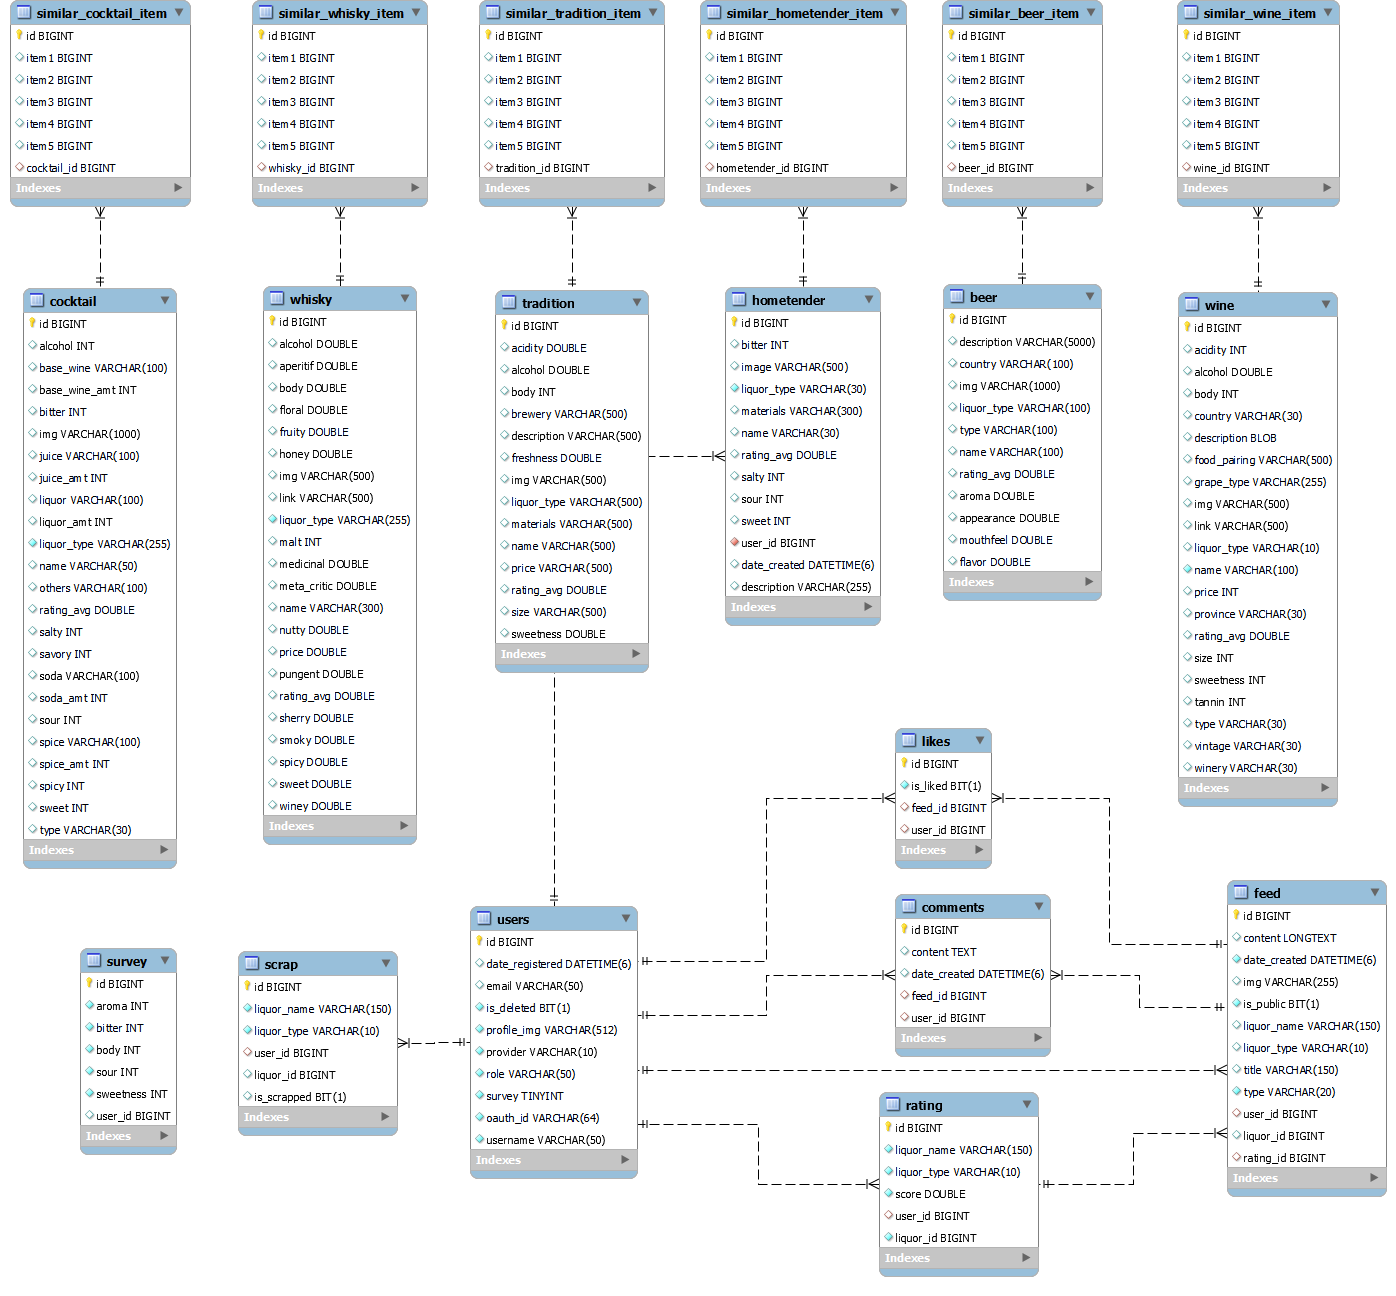 similar_cocktail_item
id BIGINT
item1 BIGINT
item2 BIGINT
item3 BIGINT
item4 BIGINT
item5 BIGINT
cocktail_id BIGINT
Indexes
similar_whisky_item
id BIGINT
item1 BIGINT
item2 BIGINT
item3 BIGINT
item4 BIGINT
item5 BIGINT
whisky_id BIGINT
Indexes
similar_tradition_item
id BIGINT
item1 BIGINT
item2 BIGINT
item3 BIGINT
item4 BIGINT
item5 BIGINT
tradition_id BIGINT
Indexes
similar_hometender_item
id BIGINT
item1 BIGINT
item2 BIGINT
item3 BIGINT
item4 BIGINT
item5 BIGINT
hometender_id BIGINT
Indexes
similar_beer_item
id BIGINT
item1 BIGINT
item2 BIGINT
item3 BIGINT
item4 BIGINT
item5 BIGINT
beer_id BIGINT
Indexes
similar_wine_item
id BIGINT
item1 BIGINT
item2 BIGINT
item3 BIGINT
item4 BIGINT
item5 BIGINT
wine_id BIGINT
Indexes
cocktail
id BIGINT
alcohol INT
base_wine VARCHAR(100)
base_wine_amt INT
bitter INT
img VARCHAR(1000)
juice VARCHAR(100)
juice_amt INT
liquor VARCHAR(100)
liquor_amt INT
liquor_type VARCHAR(255)
name VARCHAR(50)
others VARCHAR(100)
rating_avg DOUBLE
salty INT
savory INT
soda VARCHAR(100)
soda_amt INT
sour INT
spice VARCHAR(100)
spice_amt INT
spicy INT
sweet INT
type VARCHAR(30)
Indexes
whisky
id BIGINT
alcohol DOUBLE
aperitif DOUBLE
body DOUBLE
floral DOUBLE
fruity DOUBLE
honey DOUBLE
img VARCHAR(500)
link VARCHAR(500)
liquor_type VARCHAR(255)
malt INT
medicinal DOUBLE
meta_critic DOUBLE
name VARCHAR(300)
nutty DOUBLE
price DOUBLE
pungent DOUBLE
rating_avg DOUBLE
sherry DOUBLE
smoky DOUBLE
spicy DOUBLE
sweet DOUBLE
winey DOUBLE
Indexes
tradition
id BIGINT
acidity DOUBLE
alcohol DOUBLE
body INT
brewery VARCHAR(500)
description VARCHAR(500)
freshness DOUBLE
img VARCHAR(500)
liquor_type VARCHAR(500)
materials VARCHAR(500)
name VARCHAR(500)
price VARCHAR(500)
rating_avg DOUBLE
size VARCHAR(500)
sweetness DOUBLE
Indexes
hometender
id BIGINT
bitter INT
image VARCHAR(500)
liquor_type VARCHAR(30)
materials VARCHAR(300)
name VARCHAR(30)
rating_avg DOUBLE
salty INT
sour INT
sweet INT
user_id BIGINT
date_created DATETIME(6)
description VARCHAR(255)
Indexes
beer
id BIGINT
description VARCHAR(5000)
country VARCHAR(100)
img VARCHAR(1000)
liquor_type VARCHAR(100)
type VARCHAR(100)
name VARCHAR(100)
rating_avg DOUBLE
aroma DOUBLE
appearance DOUBLE
mouthfeel DOUBLE
flavor DOUBLE
Indexes
wine
id BIGINT
acidity INT
alcohol DOUBLE
body INT
country VARCHAR(30)
description BLOB
food_pairing VARCHAR(500)
grape_type VARCHAR(255)
img VARCHAR(500)
link VARCHAR(500)
liquor_type VARCHAR(10)
name VARCHAR(100)
price INT
province VARCHAR(30)
rating_avg DOUBLE
size INT
sweetness INT
tannin INT
type VARCHAR(30)
vintage VARCHAR(30)
winery VARCHAR(30)
Indexes
likes
id BIGINT
is_liked BIT(1)
feed_id BIGINT
user_id BIGINT
Indexes
survey
id BIGINT
aroma INT
bitter INT
body INT
sour INT
sweetness INT
user_id BIGINT
Indexes
scrap
id BIGINT
liquor_name VARCHAR(150)
liquor_type VARCHAR(10)
user_id BIGINT
liquor_id BIGINT
is_scrapped BIT(1)
Indexes
users
id BIGINT
date_registered DATETIME(6)
email VARCHAR(50)
is_deleted BIT(1)
profile_img VARCHAR(512)
provider VARCHAR(10)
role VARCHAR(50)
survey TINYINT
oauth_id VARCHAR(64)
username VARCHAR(50)
Indexes
comments
id BIGINT
content TEXT
date_created DATETIME(6)
feed_id BIGINT
user_id BIGINT
Indexes
feed
id BIGINT
content LONGTEXT
date_created DATETIME(6)
img VARCHAR(255)
is_public BIT(1)
liquor_name VARCHAR(150)
liquor_type VARCHAR(10)
title VARCHAR(150)
type VARCHAR(20)
user_id BIGINT
liquor_id BIGINT
rating_id BIGINT
Indexes
rating
id BIGINT
liquor_name VARCHAR(150)
liquor_type VARCHAR(10)
score DOUBLE
user_id BIGINT
liquor_id BIGINT
Indexes